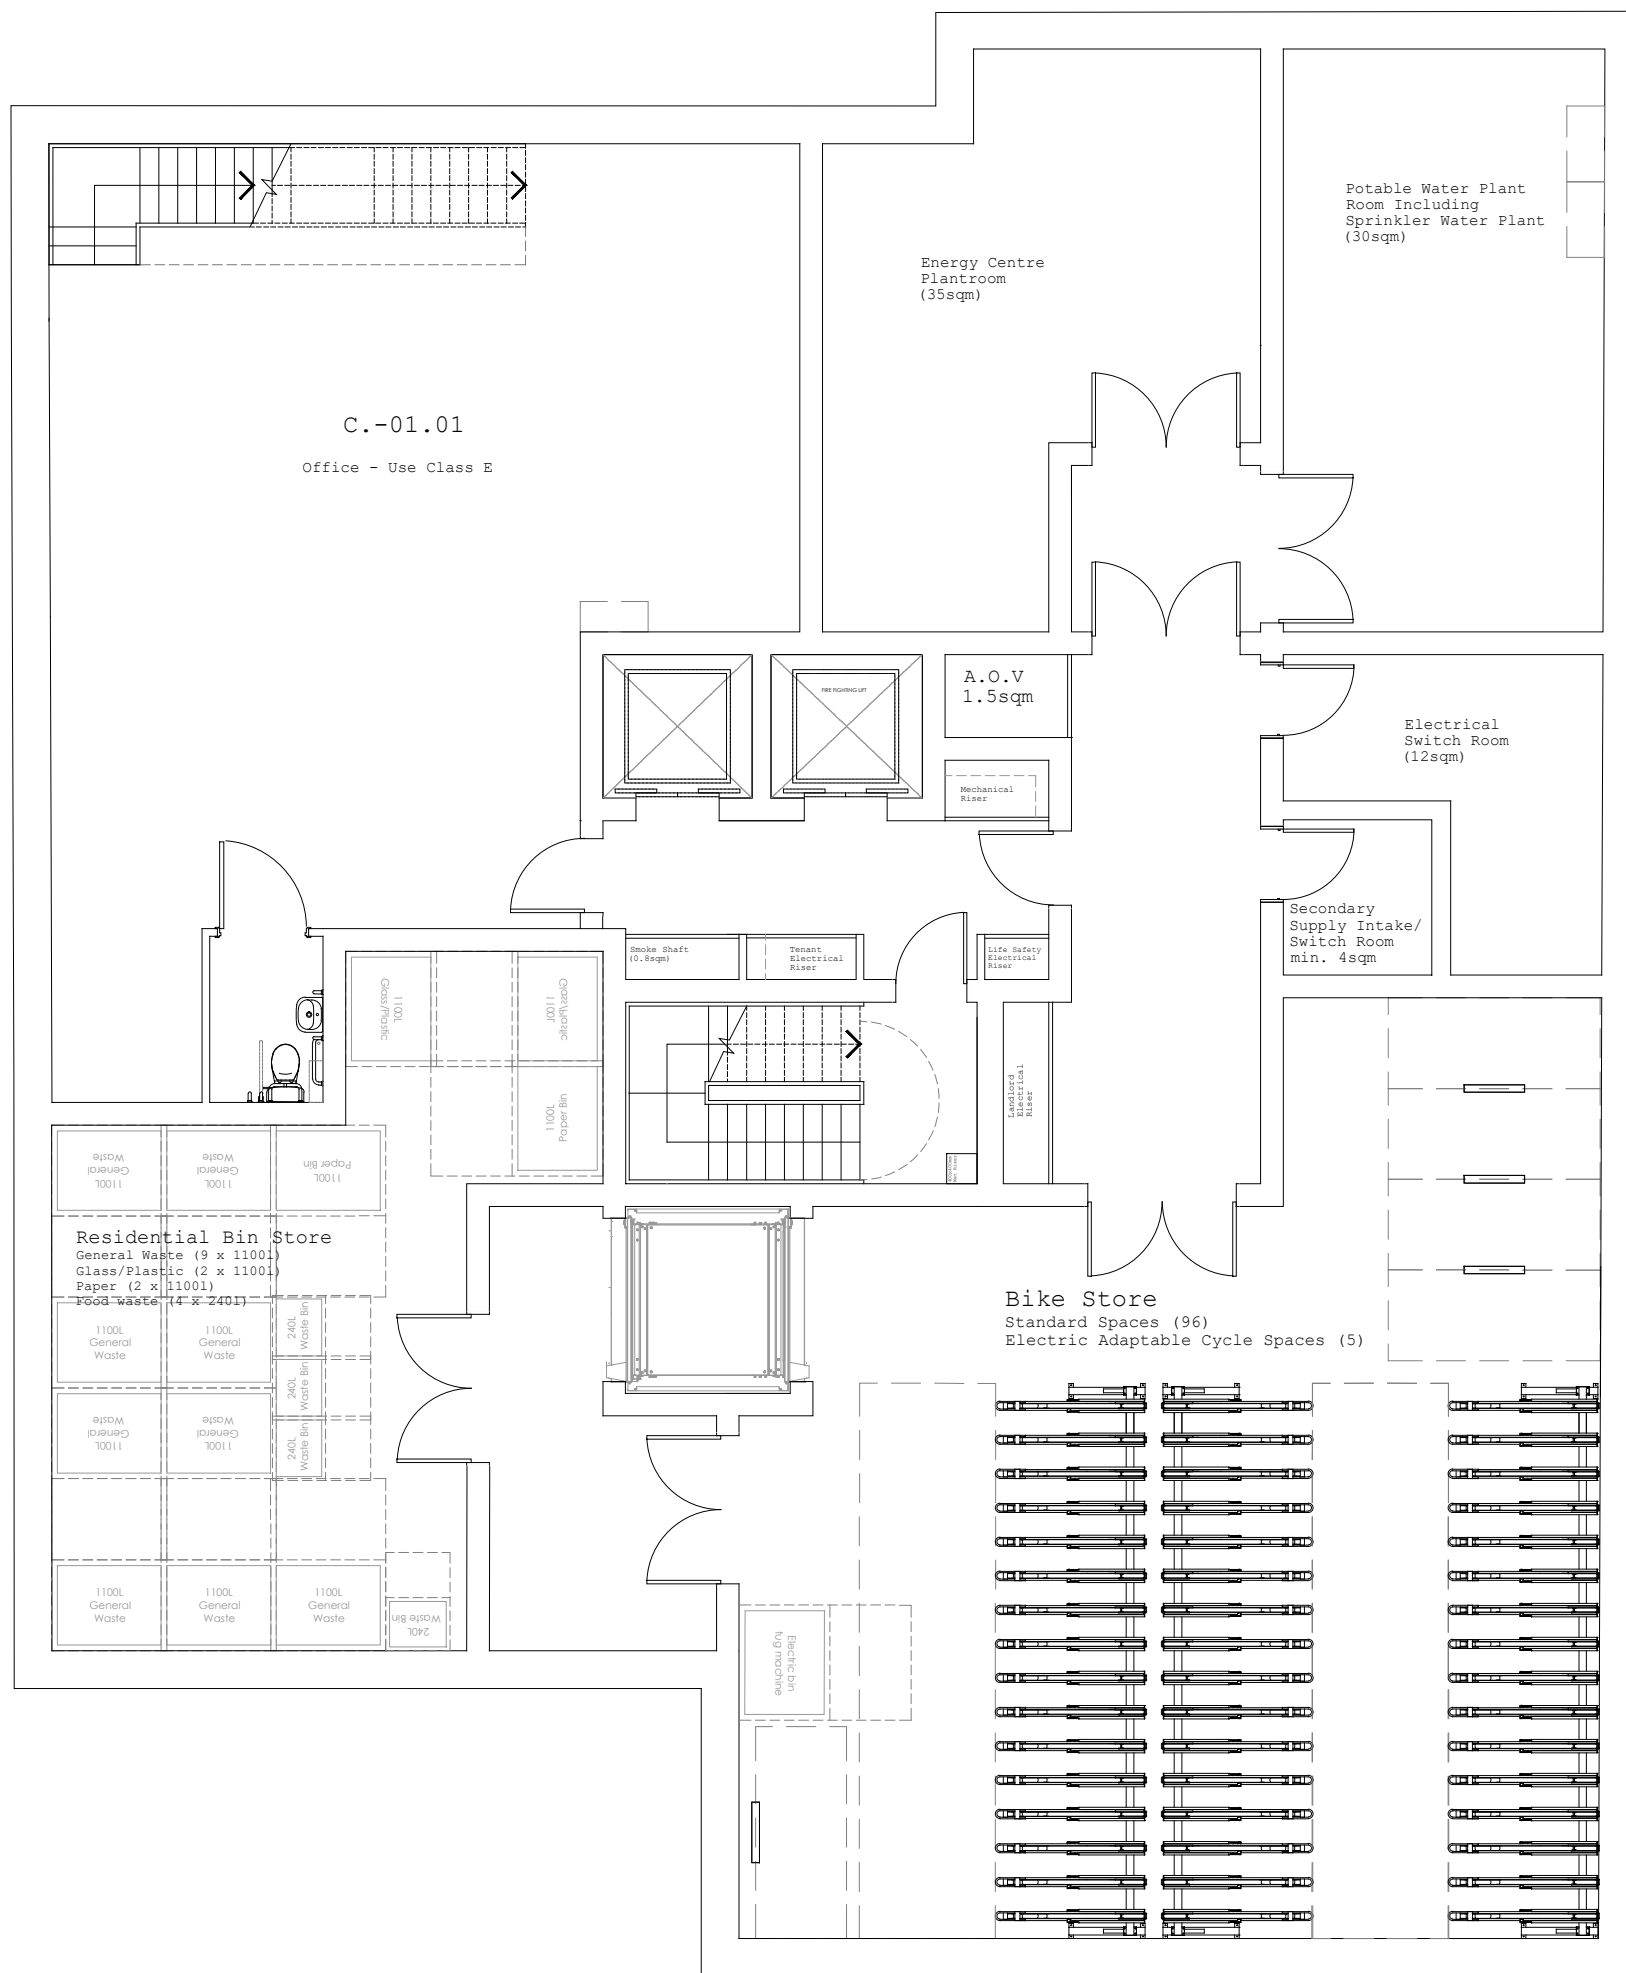 Potable Water Plant
Room Including
Sprinkler Water Plant
(30sqm)
Energy Centre
Plantroom
(35sqm)
C.-01.01
Office - Use Class E
A.O.V
1.5sqm
FIRE FIGHTING LIFT
Electrical
Switch Room
(12sqm)
Mechanical
Riser
Secondary
Supply Intake/
Switch Room
min. 4sqm
Smoke Shaft
(0.8sqm)
Tenant
Electrical
Riser
Life Safety
Electrical
Riser
1100L
Glass/Plastic
1100L
Glass/Plastic
1100L
Paper Bin
Landlord
Electrical
Riser
1100L
General
Waste
1100L
General
Waste
1100L
Paper Bin
Residential Bin Store
General Waste (9 x 1100l)
Glass/Plastic (2 x 1100l)
Paper (2 x 1100l)
Food waste (4 x 240l)
1100L
General
Waste
1100L
General
Waste
240L
Waste Bin
240L
Waste Bin
240L
Waste Bin
1100L
General
Waste
1100L
General
Waste
Bike Store
Standard Spaces (96)
Electric Adaptable Cycle Spaces (5)
1100L
General
Waste
1100L
General
Waste
1100L
General
Waste
240L
Waste Bin
Electric bin
tug machine